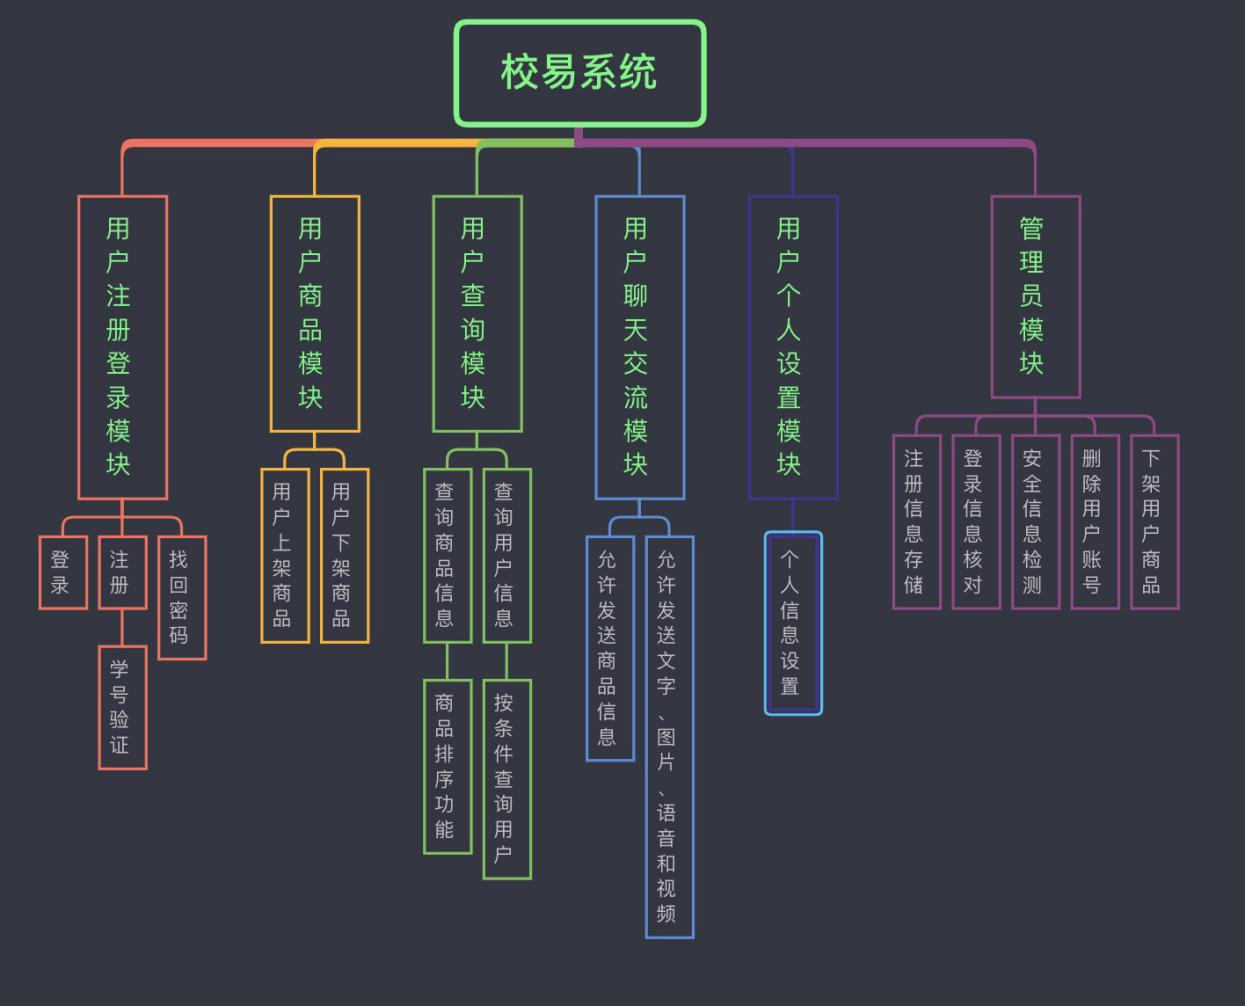 校易系统
用户注册登录模块
用户商品模块
用户查询模块
用户聊天交流模块
用户个人设置模块
管理员模块
登录
注册
找回密码
学号验证
用户上架商品
用户下架商品
查询商品信息
查询用户信息
商品排序功能
按条件查询用户
允许发送商品信息
允许发送文字、图片、语音和视频
个人信息设置
注册信息存储
登录信息核对
安全信息检测
删除用户账号
下架用户商品